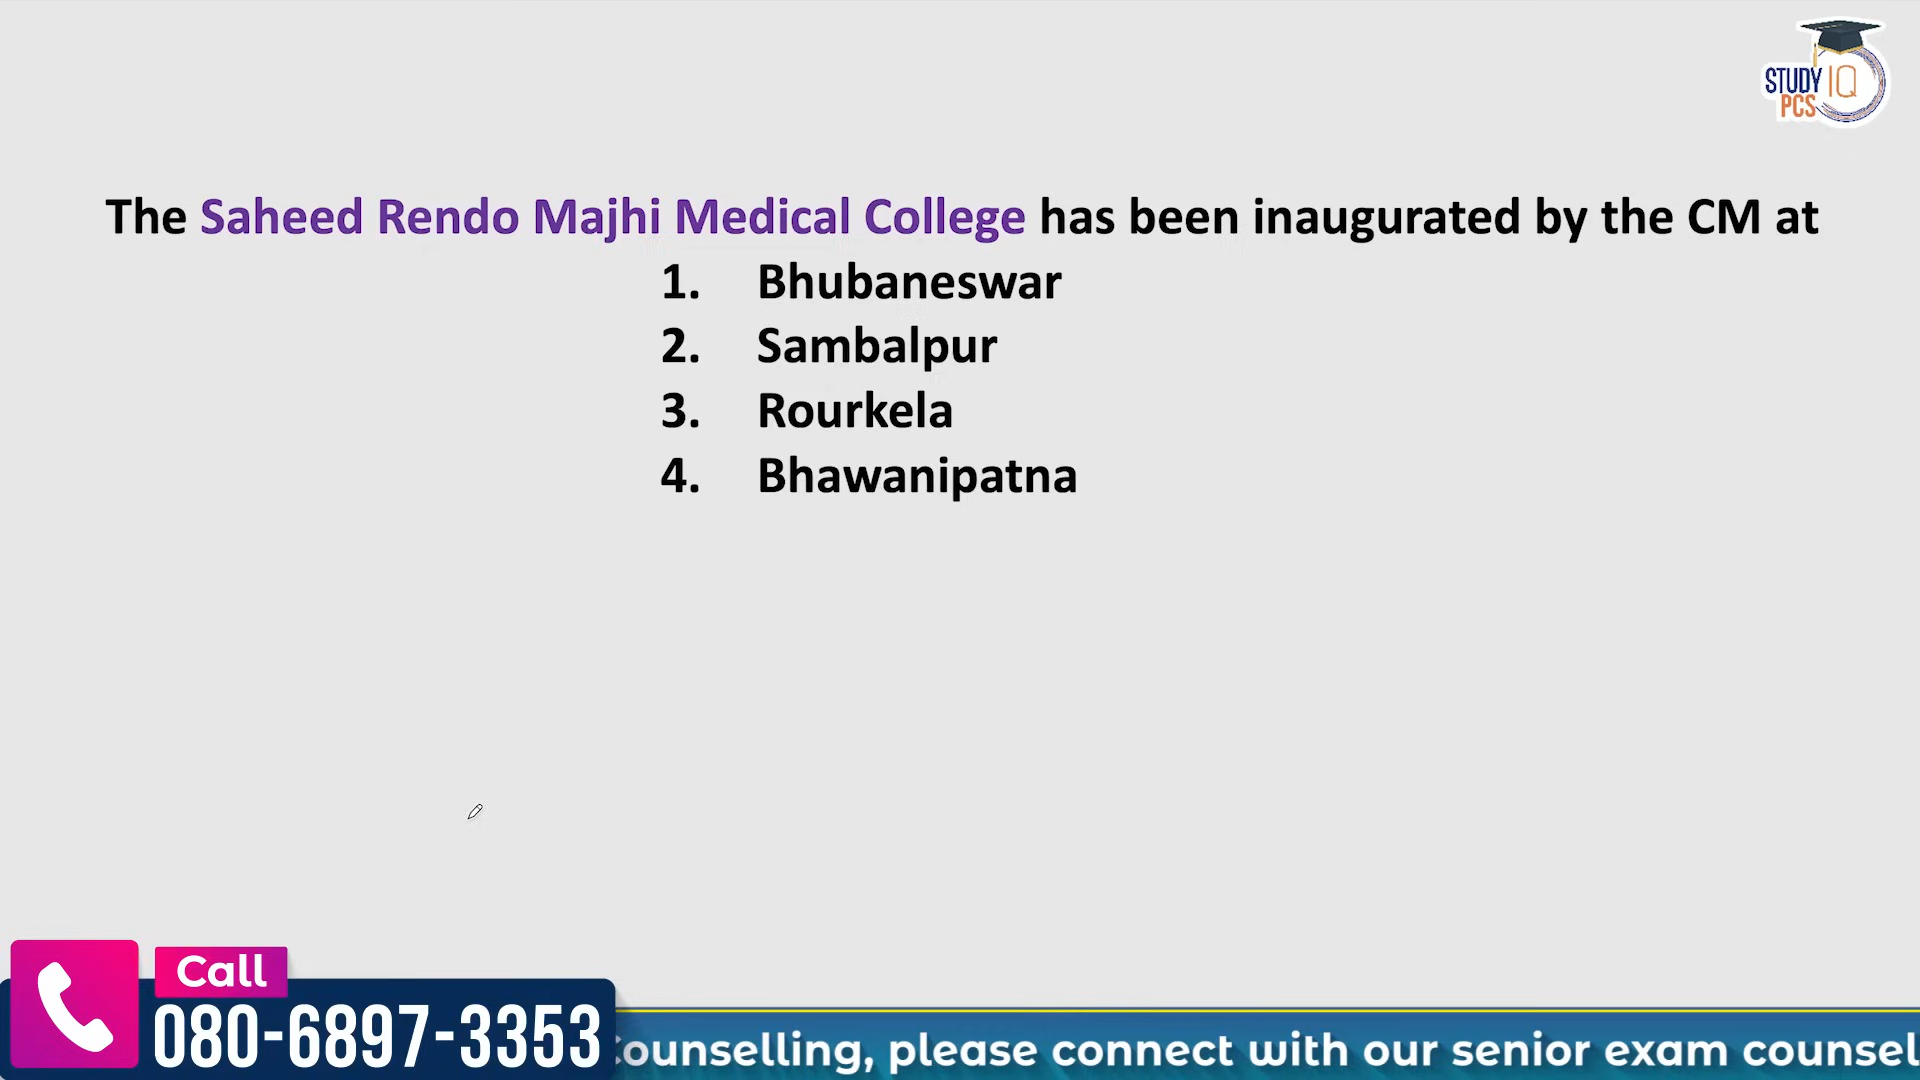 STUDY IQ
PCS
The Saheed Rendo Majhi Medical College has been inaugurated by the CM at
1. Bhubaneswar
2. Sambalpur
3. Rourkela
4. Bhawanipatna
Call
080-6897-3353
ounselling, please connect with our senior exam counsel